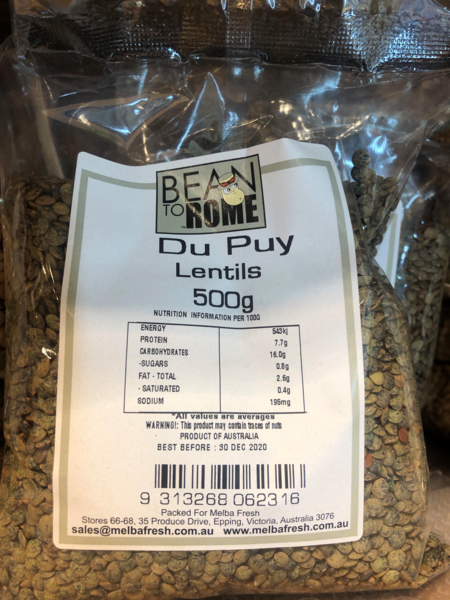 BEAN
TO ROME
Du Puy
Lentils
500g
NUTRITION INFORMATION PER 100G
ENERGY 543kj
PROTEIN 7.7g
CARBOHYDRATES 16.0g
-SUGARS 0.8g
FAT - TOTAL 2.6g
- SATURATED 0.4g
SODIUM 195mg
*All values are averages
WARNING!: This product may contain traces of nuts
PRODUCT OF AUSTRALIA
BEST BEFORE : 30 DEC 2020
9 313268 062316
Packed For Melba Fresh
Stores 66-68, 35 Produce Drive, Epping, Victoria, Australia 3076
sales@melbafresh.com.au www.melbafresh.com.au